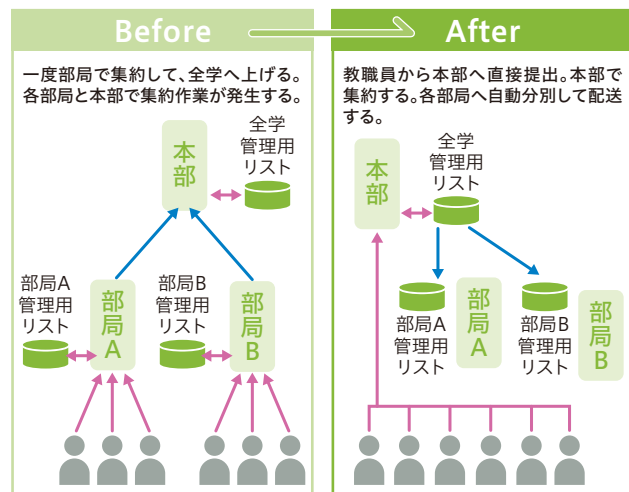 Before
一度部局で集約して、全学へ上げる。
各部局と本部で集約作業が発生する。
本部
全学
管理用
リスト
部局A
管理用
リスト
部局A
部局B
管理用
リスト
部局B
After
教職員から本部へ直接提出。本部で
集約する。各部局へ自動分別して配送
する。
本部
全学
管理用
リスト
部局A
管理用
リスト
部局A
部局B
管理用
リスト
部局B